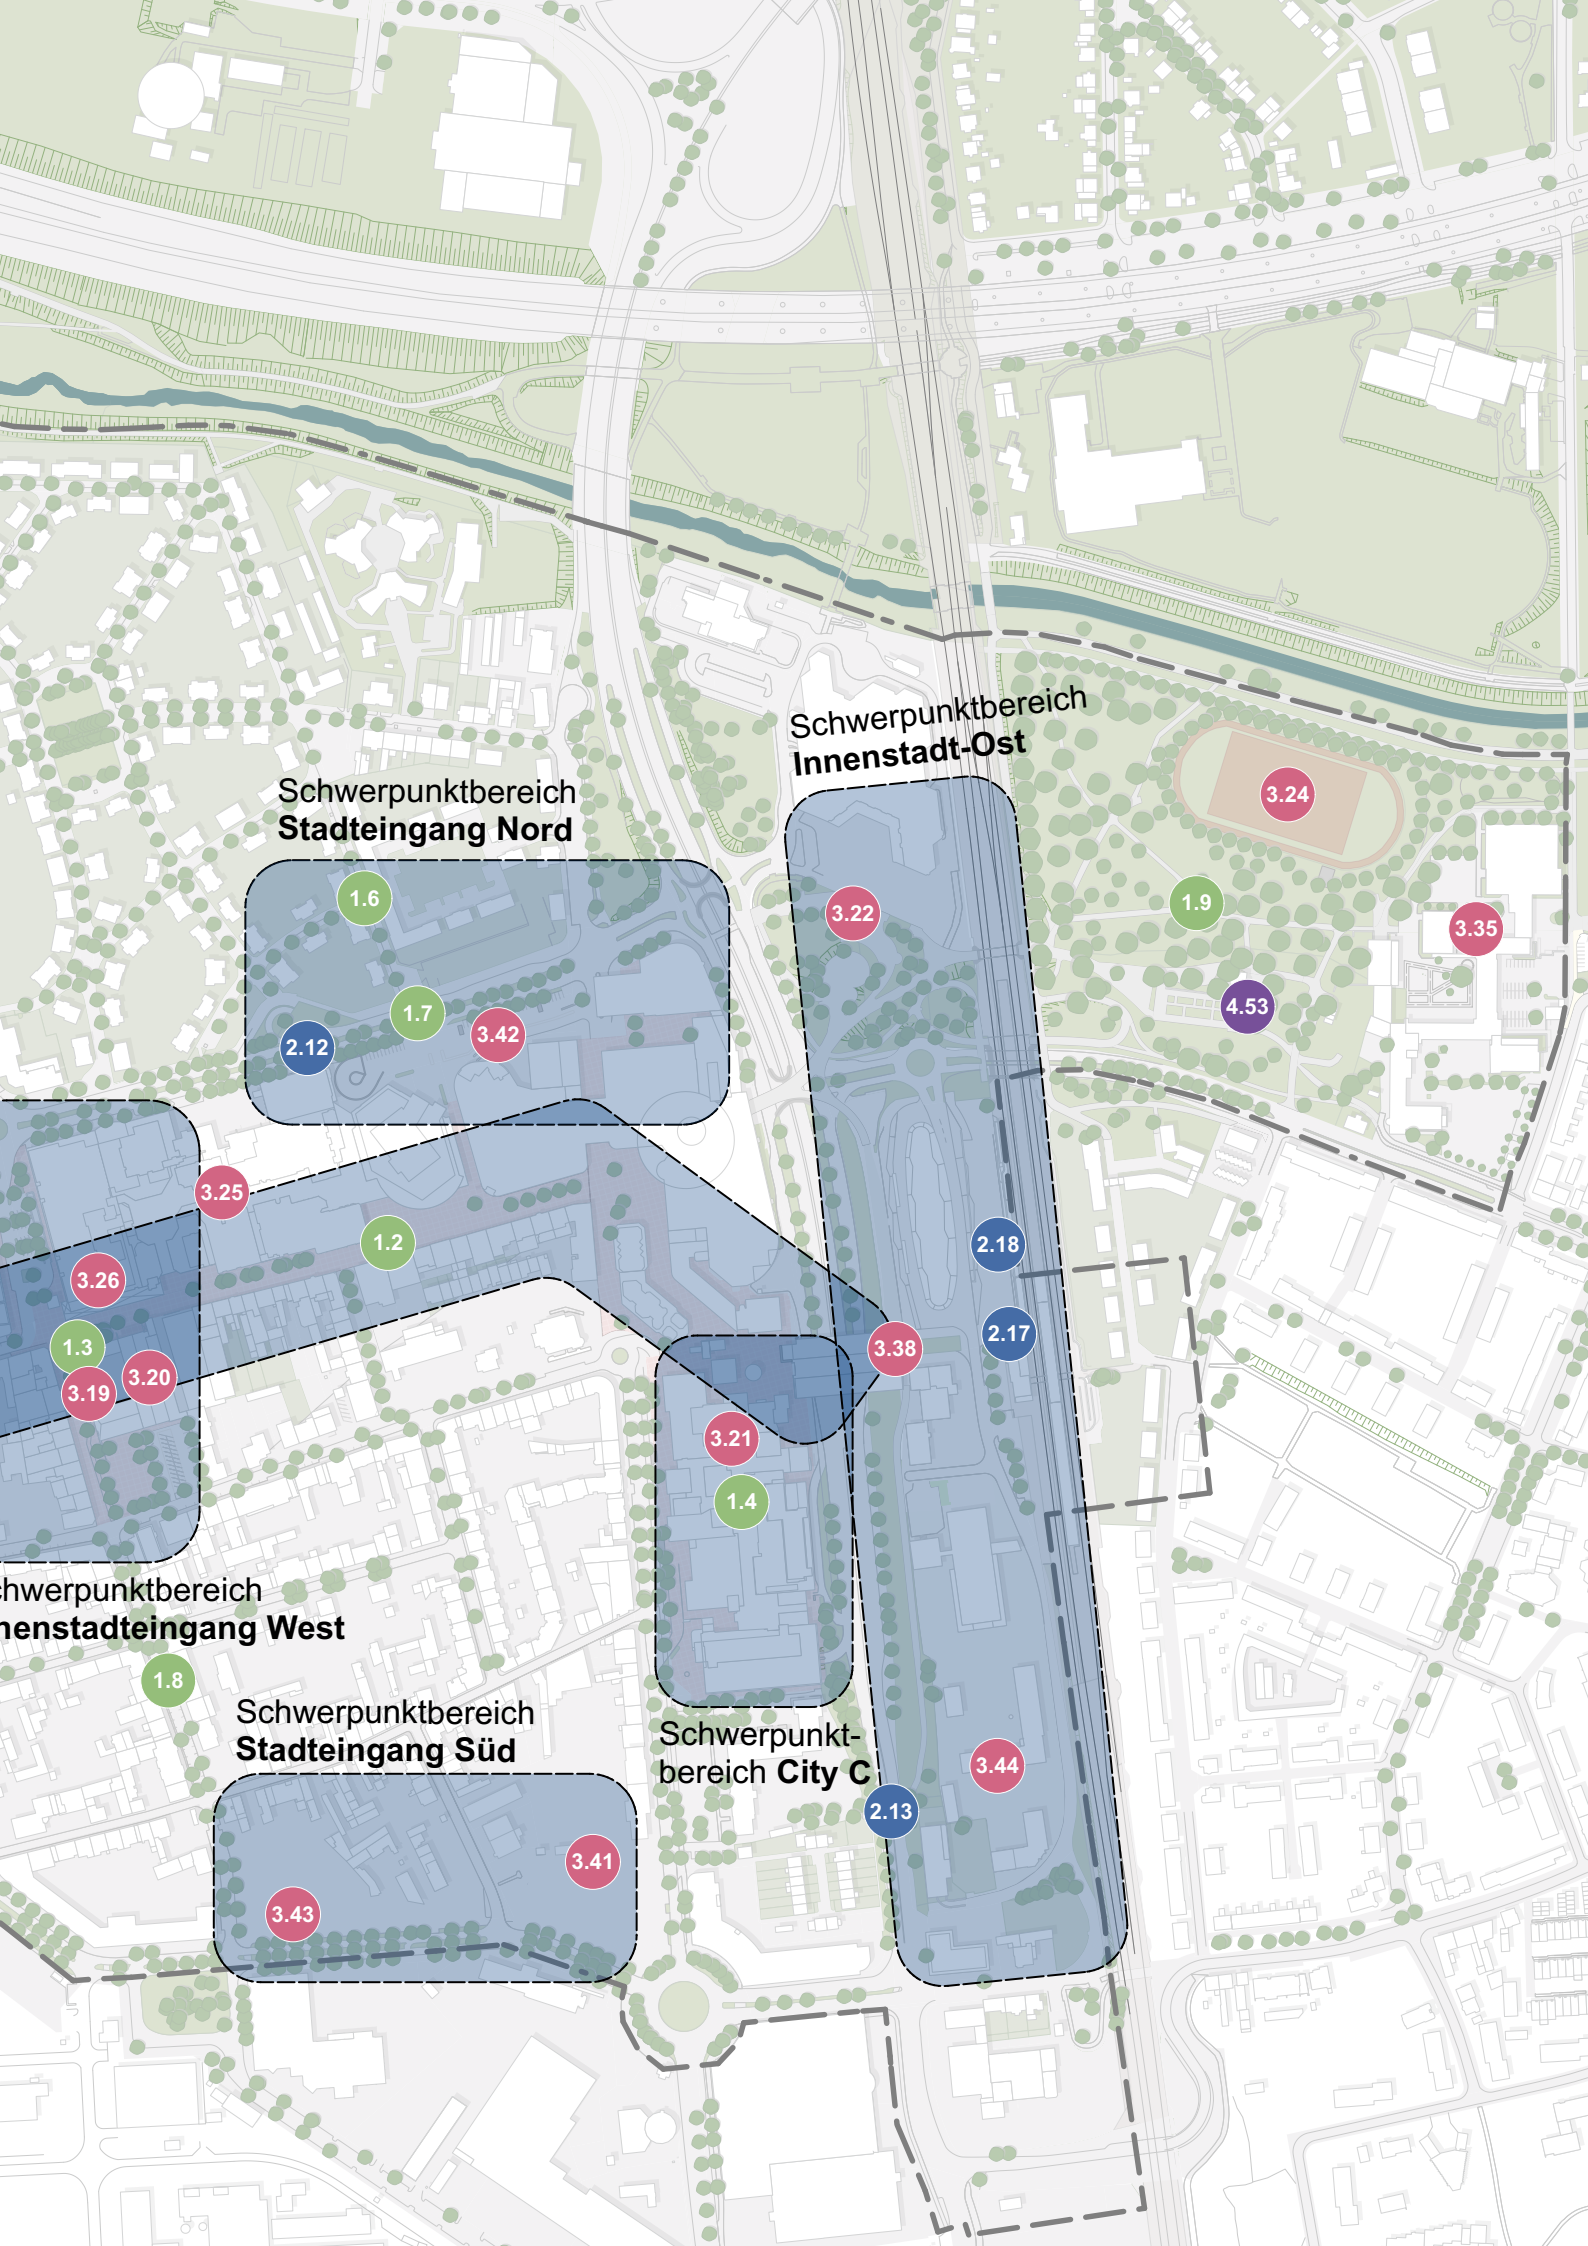 Schwerpunktbereich
Innenstadt-Ost
3.24
Schwerpunktbereich
Stadteingang Nord
1.6
3.22
1.9
3.35
1.7
3.42
2.12
4.53
3.25
1.2
2.18
3.26
1.3
3.20
3.19
2.17
3.38
3.21
1.4
chwerpunktbereich
nenstadteingang West
1.8
Schwerpunktbereich
Stadteingang Süd
Schwerpunkt-
bereich City C
3.44
2.13
3.41
3.43